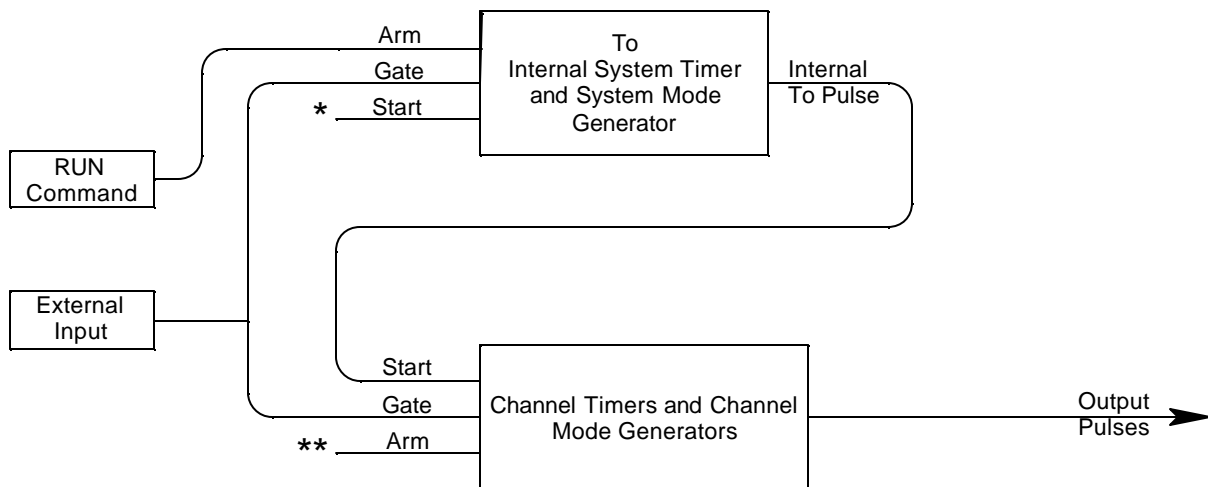 Arm
Gate
* Start
To
Internal System Timer
and System Mode
Generator
Internal
To Pulse
RUN
Command
External
Input
Start
Gate
** Arm
Channel Timers and Channel
Mode Generators
Output
Pulses